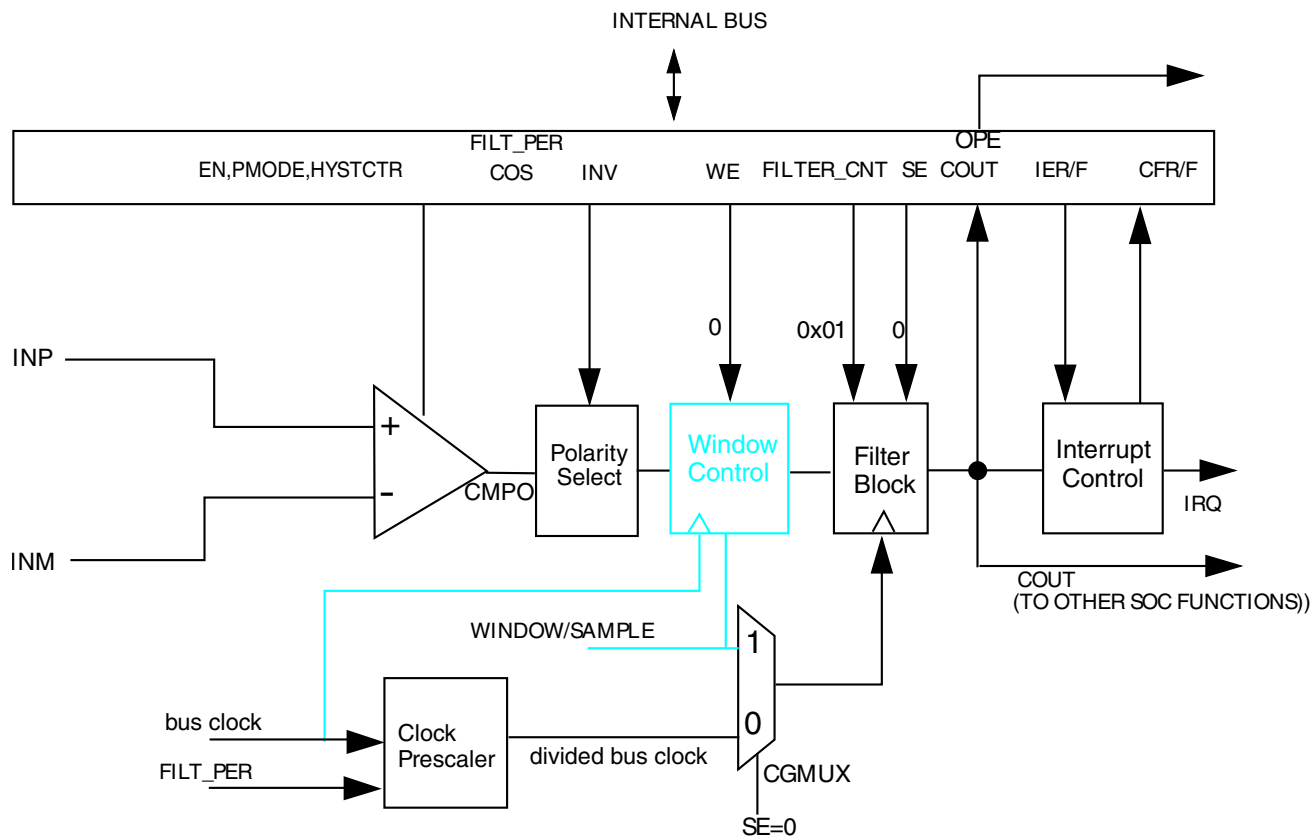 INTERNAL BUS
OPE
FILT_PER
EN,PMODE,HYSTCTR
COS
INV
WE
FILTER_CNT
SE
COUT
IER/F
CFR/F
0
0x01
0
INP
+
Polarity
Select
Window
Control
Filter
Block
Interrupt
Control
-
CMPO
IRQ
INM
COUT
(TO OTHER SOC FUNCTIONS))
WINDOW/SAMPLE
1
bus clock
Clock
Prescaler
0
divided bus clock
FILT_PER
CGMUX
SE=0